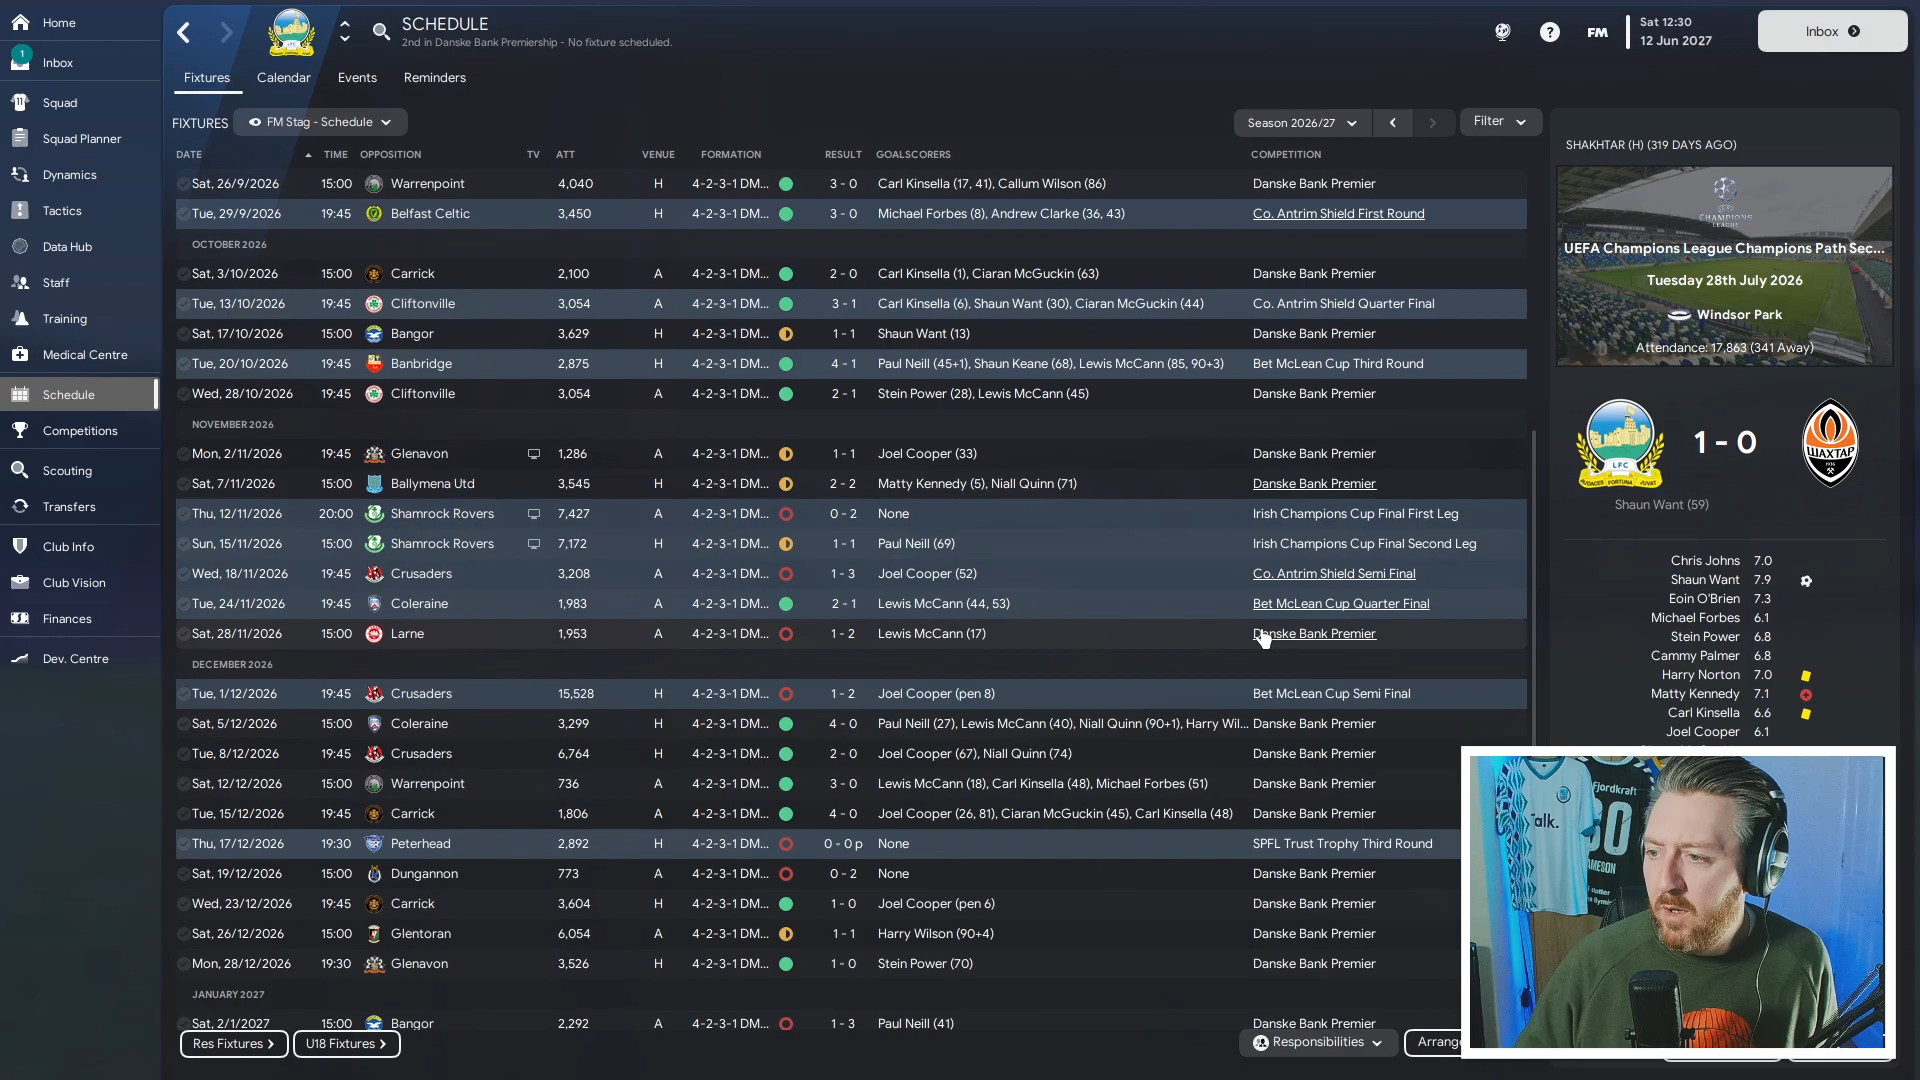 Home
SCHEDULE
2nd in Danske Bank Premiership - No fixture scheduled.
FM
Sat 12:30
12 Jun 2027
Inbox
1
Inbox
Squad
Squad Planner
Dynamics
Tactics
Data Hub
Staff
Training
Medical Centre
Schedule
Competitions
Scouting
Transfers
Club Info
Club Vision
Finances
Dev. Centre
Fixtures Calendar Events Reminders
FIXTURES FM Stag - Schedule Season 2026/27 Filter
DATE TIME OPPOSITION TV ATT VENUE FORMATION RESULT GOALSCORERS COMPETITION
Sat, 26/9/2026 15:00 Warrenpoint 4,040 H 4-2-3-1 DM... 3 - 0 Carl Kinsella (17, 41), Callum Wilson (86) Danske Bank Premier
Tue, 29/9/2026 19:45 Belfast Celtic 3,450 H 4-2-3-1 DM... 3 - 0 Michael Forbes (8), Andrew Clarke (36, 43) Co. Antrim Shield First Round
OCTOBER 2026
Sat, 3/10/2026 15:00 Carrick 2,100 A 4-2-3-1 DM... 2 - 0 Carl Kinsella (1), Ciaran McGuckin (63) Danske Bank Premier
Tue, 13/10/2026 19:45 Cliftonville 3,054 A 4-2-3-1 DM... 3 - 1 Carl Kinsella (6), Shaun Want (30), Ciaran McGuckin (44) Co. Antrim Shield Quarter Final
Sat, 17/10/2026 15:00 Bangor 3,629 H 4-2-3-1 DM... 1 - 1 Shaun Want (13) Danske Bank Premier
Tue, 20/10/2026 19:45 Banbridge 2,875 H 4-2-3-1 DM... 4 - 1 Paul Neill (45+1), Shaun Keane (68), Lewis McCann (85, 90+3) Bet McLean Cup Third Round
Wed, 28/10/2026 19:45 Cliftonville 3,054 A 4-2-3-1 DM... 2 - 1 Stein Power (28), Lewis McCann (45) Danske Bank Premier
NOVEMBER 2026
Mon, 2/11/2026 19:45 Glenavon 1,286 A 4-2-3-1 DM... 1 - 1 Joel Cooper (33) Danske Bank Premier
Sat, 7/11/2026 15:00 Ballymena Utd 3,545 H 4-2-3-1 DM... 2 - 2 Matty Kennedy (5), Niall Quinn (71) Danske Bank Premier
Thu, 12/11/2026 20:00 Shamrock Rovers 7,427 A 4-2-3-1 DM... 0 - 2 None Irish Champions Cup Final First Leg
Sun, 15/11/2026 15:00 Shamrock Rovers 7,172 H 4-2-3-1 DM... 1 - 1 Paul Neill (69) Irish Champions Cup Final Second Leg
Wed, 18/11/2026 19:45 Crusaders 3,208 A 4-2-3-1 DM... 1 - 3 Joel Cooper (52) Co. Antrim Shield Semi Final
Tue, 24/11/2026 19:45 Coleraine 1,983 A 4-2-3-1 DM... 2 - 1 Lewis McCann (44, 53) Bet McLean Cup Quarter Final
Sat, 28/11/2026 15:00 Larne 1,953 A 4-2-3-1 DM... 1 - 2 Lewis McCann (17) Danske Bank Premier
DECEMBER 2026
Tue, 1/12/2026 19:45 Crusaders 15,528 H 4-2-3-1 DM... 1 - 2 Joel Cooper (pen 8) Bet McLean Cup Semi Final
Sat, 5/12/2026 15:00 Coleraine 3,299 H 4-2-3-1 DM... 4 - 0 Paul Neill (27), Lewis McCann (40), Niall Quinn (90+1), Harry Wil... Danske Bank Premier
Tue, 8/12/2026 19:45 Crusaders 6,764 H 4-2-3-1 DM... 2 - 0 Joel Cooper (67), Niall Quinn (74) Danske Bank Premier
Sat, 12/12/2026 15:00 Warrenpoint 736 A 4-2-3-1 DM... 3 - 0 Lewis McCann (18), Carl Kinsella (48), Michael Forbes (51) Danske Bank Premier
Tue, 15/12/2026 19:45 Carrick 1,806 A 4-2-3-1 DM... 4 - 0 Joel Cooper (26, 81), Ciaran McGuckin (45), Carl Kinsella (48) Danske Bank Premier
Thu, 17/12/2026 19:30 Peterhead 2,892 H 4-2-3-1 DM... 0 - 0 p None SPFL Trust Trophy Third Round
Sat, 19/12/2026 15:00 Dungannon 773 A 4-2-3-1 DM... 0 - 2 None Danske Bank Premier
Wed, 23/12/2026 19:45 Carrick 3,604 H 4-2-3-1 DM... 1 - 0 Joel Cooper (pen 6) Danske Bank Premier
Sat, 26/12/2026 15:00 Glentoran 6,054 A 4-2-3-1 DM... 1 - 1 Harry Wilson (90+4) Danske Bank Premier
Mon, 28/12/2026 19:30 Glenavon 3,526 H 4-2-3-1 DM... 1 - 0 Stein Power (70) Danske Bank Premier
JANUARY 2027
Sat, 2/1/2027 15:00 Bangor 2,292 A 4-2-3-1 DM... 1 - 3 Paul Neill (41) Danske Bank Premier
Res Fixtures U18 Fixtures Responsibilities Arrang
SHAKHTAR (H) (319 DAYS AGO)
CHAMPIONS
LEAGUE
UEFA Champions League Champions Path Sec...
Tuesday 28th July 2026
Windsor Park
Attendance: 17,863 (341 Away)
1 - 0
LFC
ШАХТАР
1936
Shaun Want (59)
Chris Johns 7.0
Shaun Want 7.9
Eoin O'Brien 7.3
Michael Forbes 6.1
Stein Power 6.8
Cammy Palmer 6.8
Harry Norton 7.0
Matty Kennedy 7.1
Carl Kinsella 6.6
Joel Cooper 6.1
Fjordkraft
Talk.
JAMESON